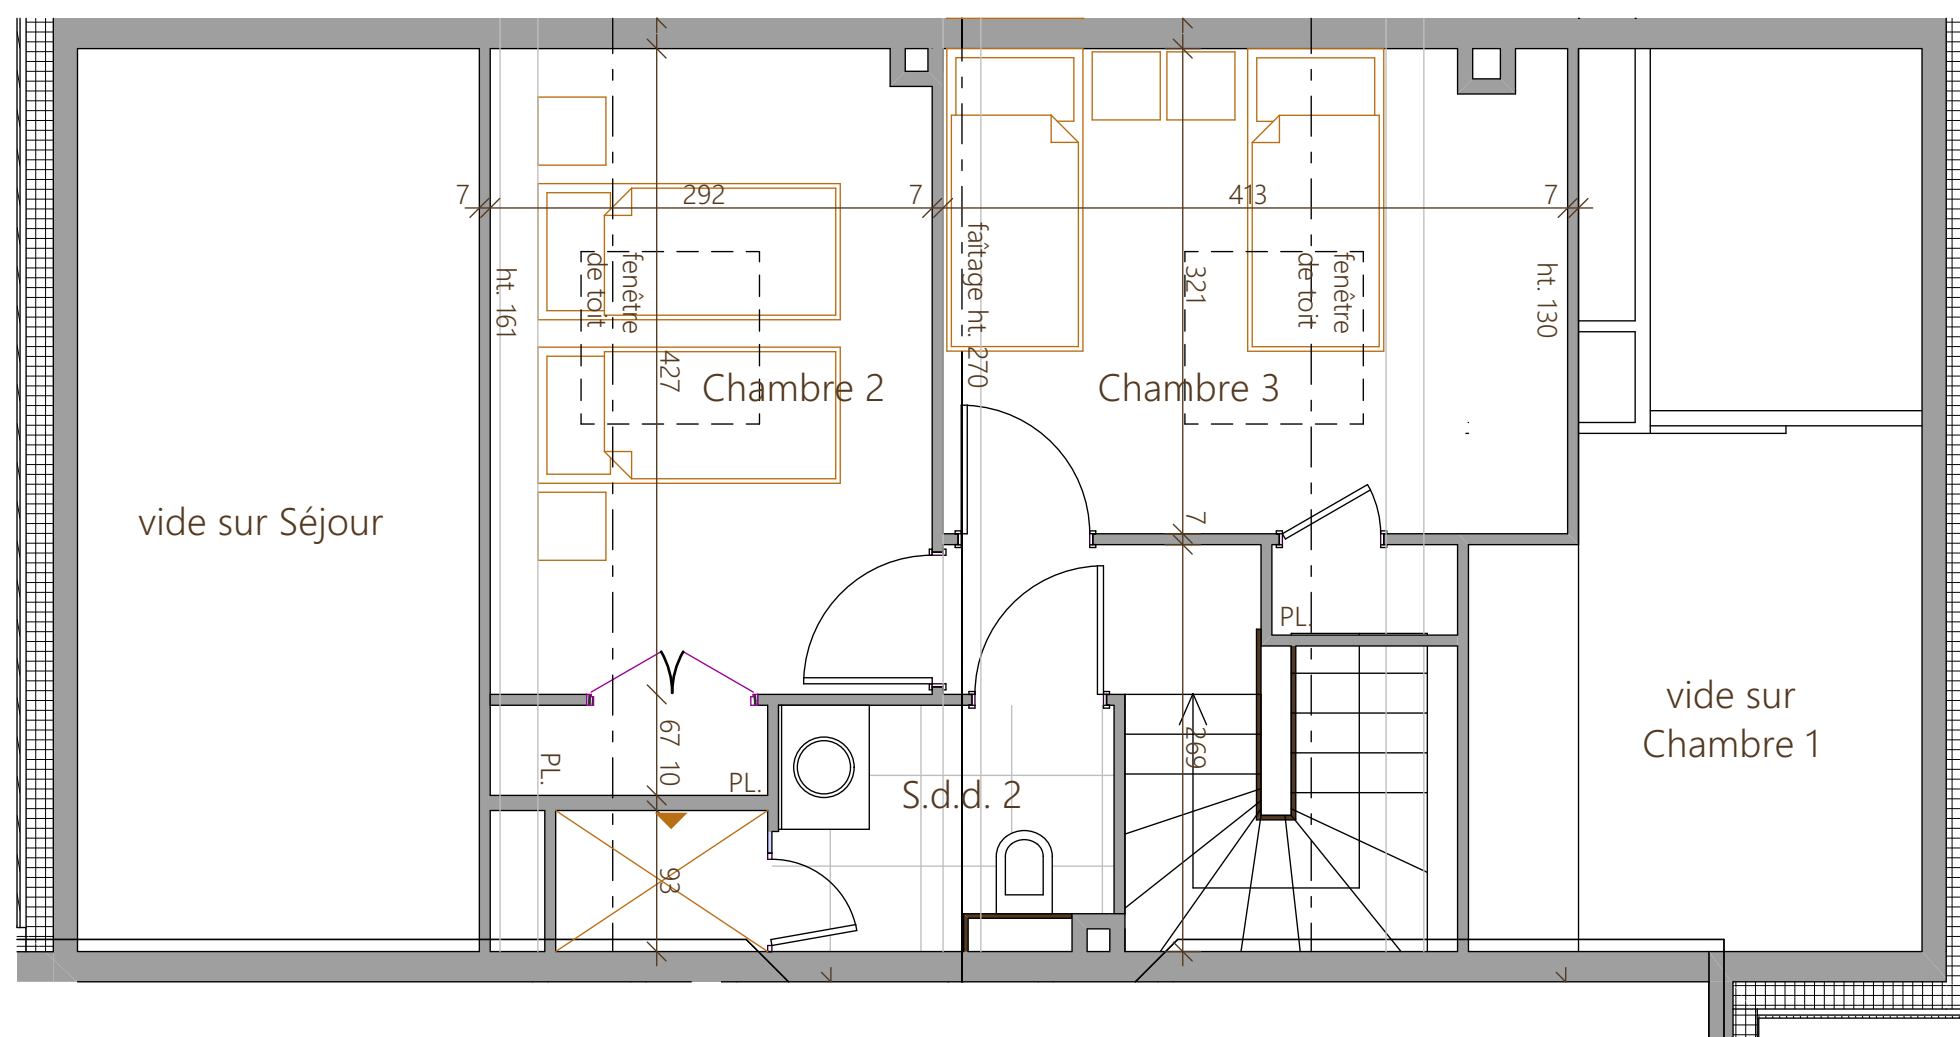 7
292
7
413
7
ht. 161
fenêtre
de toit
427
faîtage ht. 270
321
fenêtre
de toit
ht. 130
Chambre 2
Chambre 3
vide sur Séjour
7
PL.
67
10
PL.
PL.
269
S.d.d. 2
93
vide sur
Chambre 1